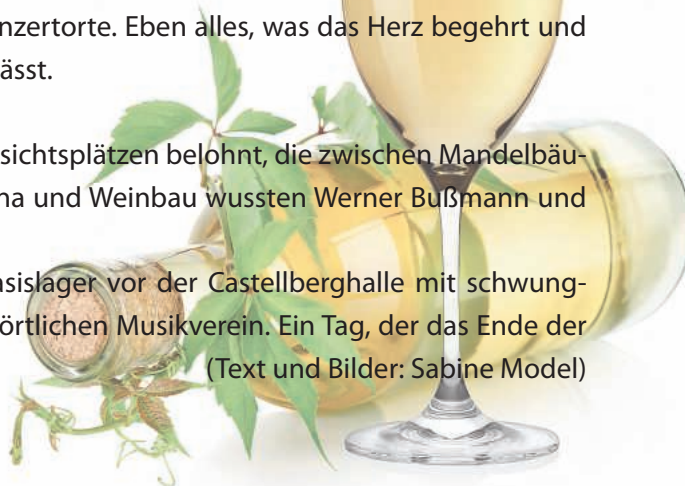 nzertorte. Eben alles, was das Herz begehrt und
ässt.
sichtsplätzen belohnt, die zwischen Mandelbäu-
na und Weinbau wussten Werner Bußmann und
asislager vor der Castellberghalle mit schwung-
örtlichen Musikverein. Ein Tag, der das Ende der
(Text und Bilder: Sabine Model)